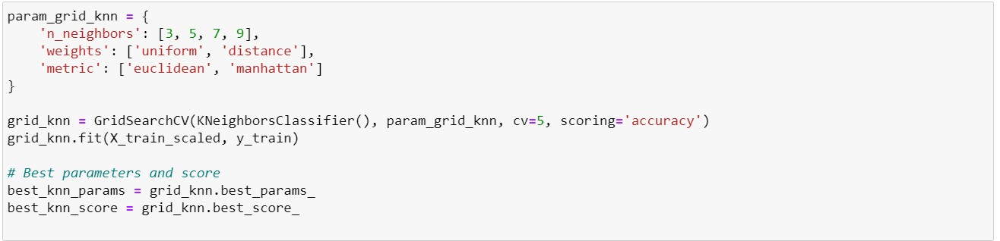 param_grid_knn = {
    'n_neighbors': [3, 5, 7, 9],
    'weights': ['uniform', 'distance'],
    'metric': ['euclidean', 'manhattan']
}

grid_knn = GridSearchCV(KNeighborsClassifier(), param_grid_knn, cv=5, scoring='accuracy')
grid_knn.fit(X_train_scaled, y_train)

# Best parameters and score
best_knn_params = grid_knn.best_params_
best_knn_score = grid_knn.best_score_